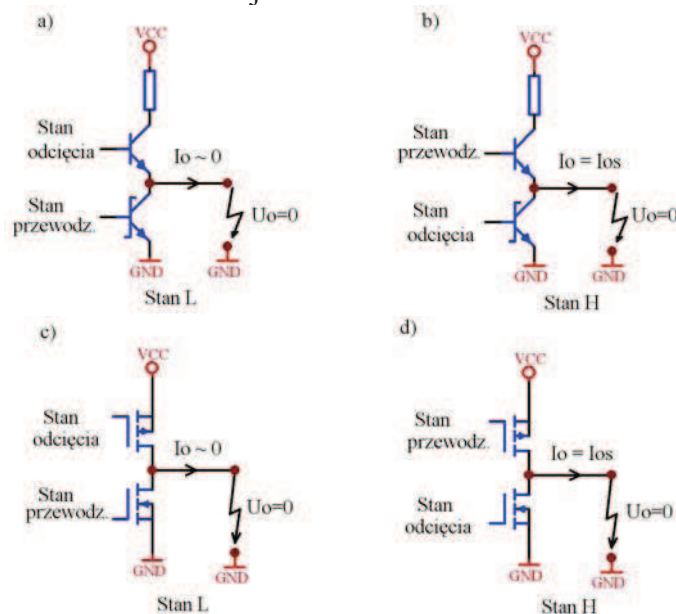 a)
VCC
Stan
odcięcia
Io ~ 0
Stan
przewodz.
Uo=0
GND
GND
Stan L
b)
VCC
Stan
przewodz.
Io = Ios
Stan
odcięcia
Uo=0
GND
GND
Stan H
c)
VCC
Stan
odcięcia
Io ~ 0
Stan
przewodz.
Uo=0
GND
GND
Stan L
d)
VCC
Stan
przewodz.
Io = Ios
Stan
odcięcia
Uo=0
GND
GND
Stan H